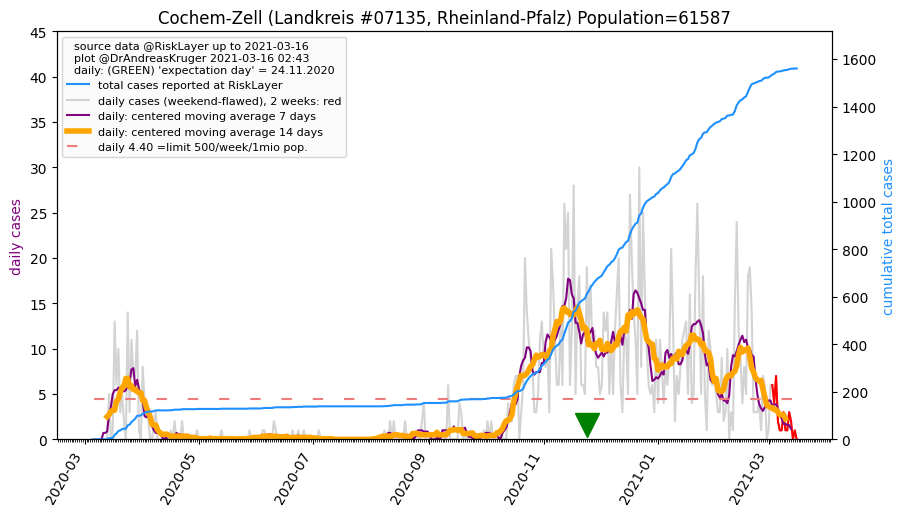 Cochem-Zell (Landkreis #07135, Rheinland-Pfalz) Population=61587
source data @RiskLayer up to 2021-03-16
plot @DrAndreasKruger 2021-03-16 02:43
daily: (GREEN) 'expectation day' = 24.11.2020
total cases reported at RiskLayer
daily cases (weekend-flawed), 2 weeks: red
daily: centered moving average 7 days
daily: centered moving average 14 days
daily 4.40 =limit 500/week/1mio pop.
daily cases
45
40
35
30
25
20
15
10
5
0
1600
1400
1200
1000
800
600
400
200
0
cumulative total cases
2020-03
2020-05
2020-07
2020-09
2020-11
2021-01
2021-03